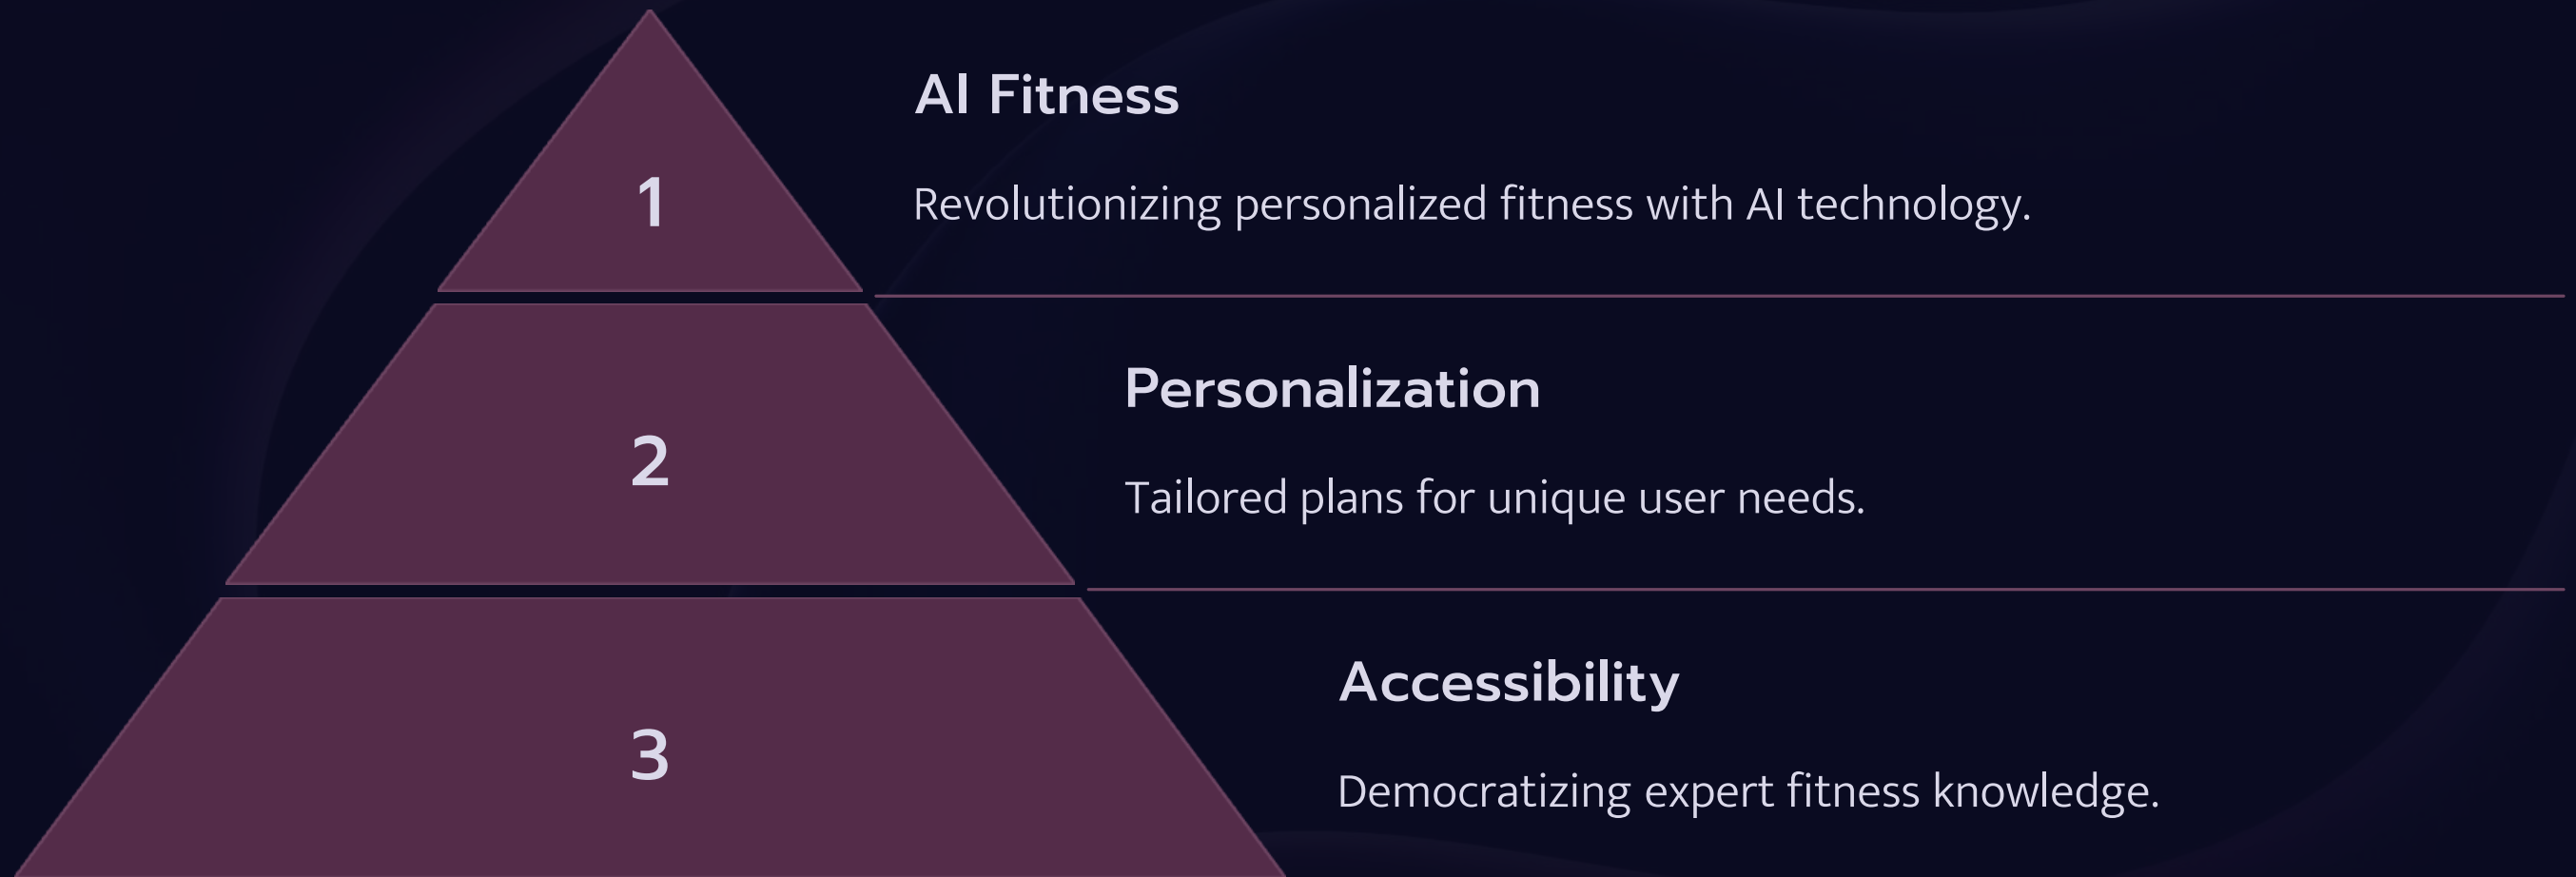 1
AI Fitness
Revolutionizing personalized fitness with AI technology.
2
Personalization
Tailored plans for unique user needs.
3
Accessibility
Democratizing expert fitness knowledge.